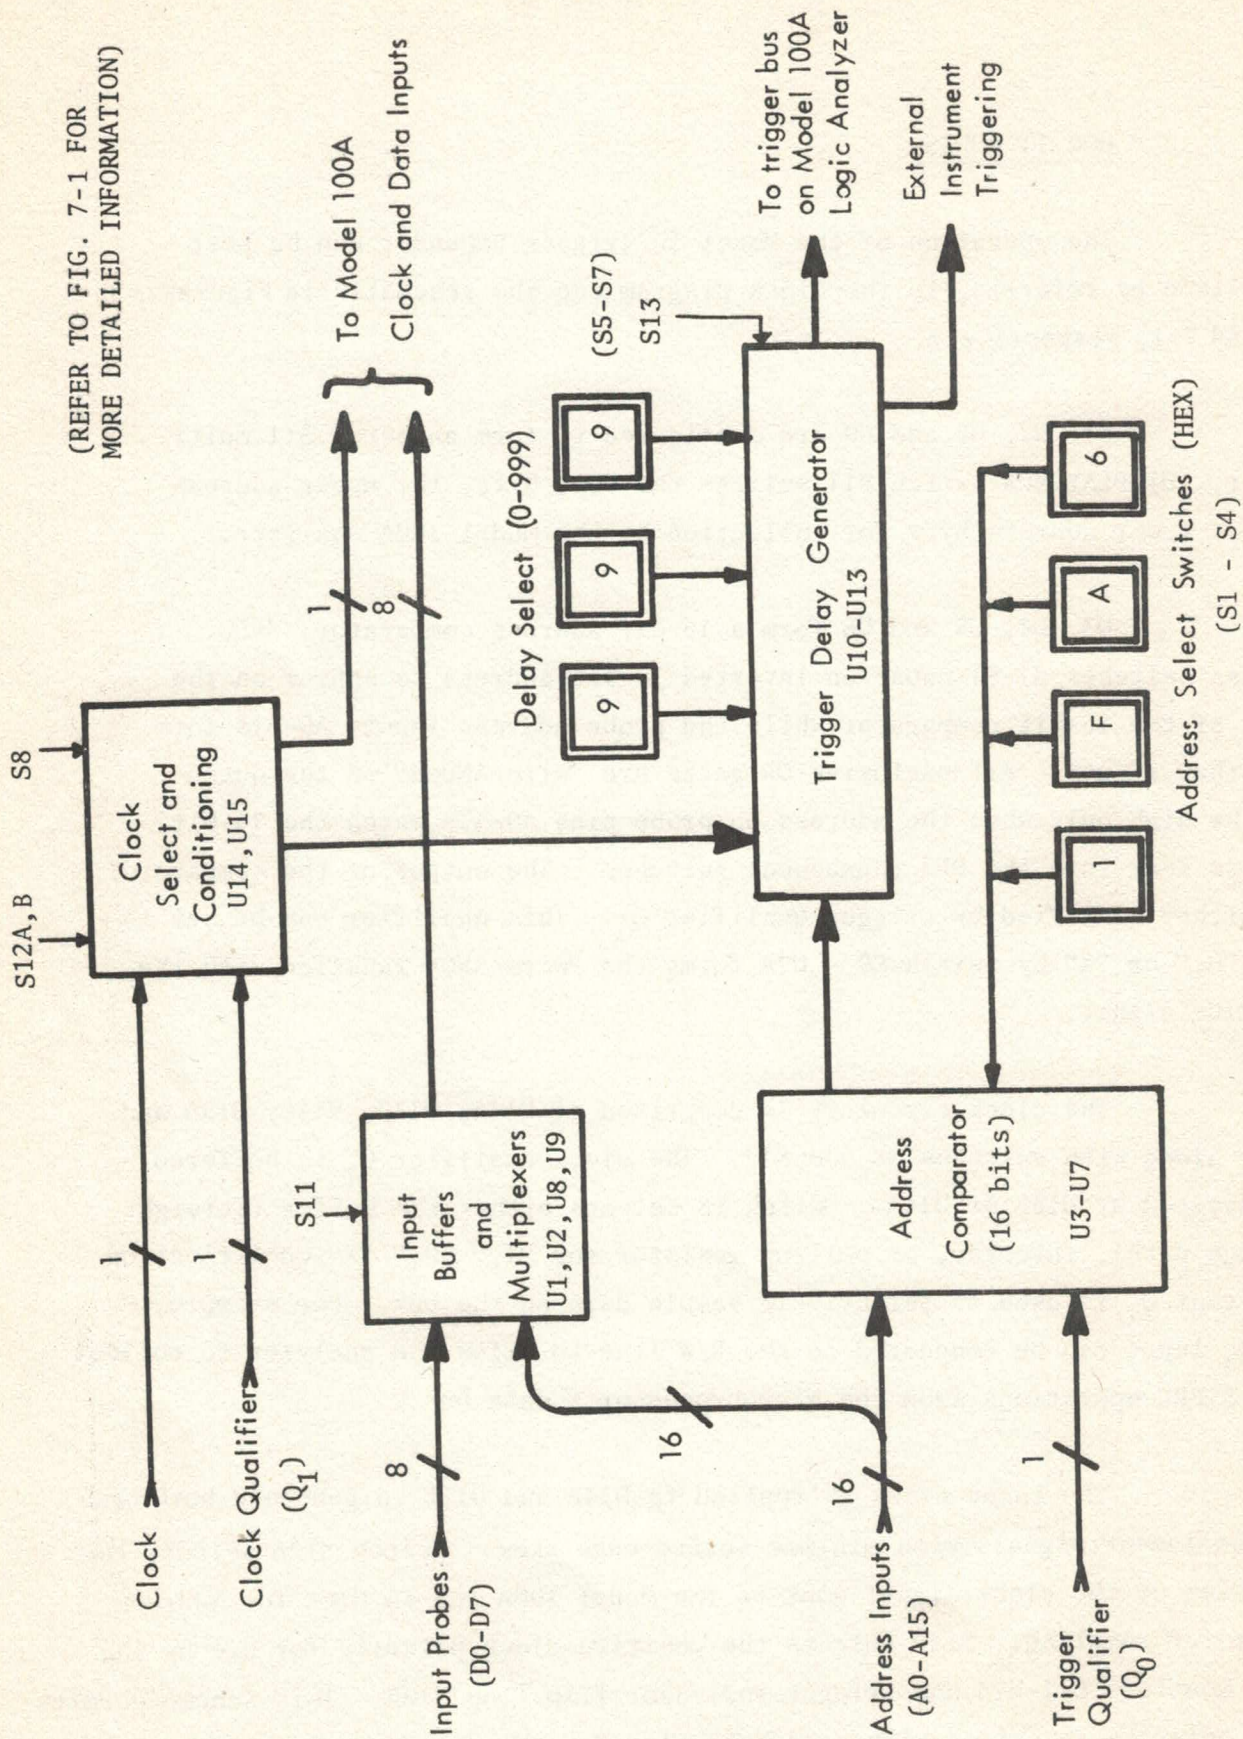 (REFER TO FIG. 7-1 FOR
MORE DETAILED INFORMATION)
S12A,B
S8
Clock
1
Clock
Select and
Conditioning
U14,U15
Clock Qualifier
(Q1)
1
1
8
To Model 100A
Clock and Data Inputs
S11
Input Probes
(D0-D7)
8
Input
Buffers
and
Multiplexers
U1,U2,U8,U9
16
Delay Select (0-999)
9
9
9
(S5-S7)
S13
Trigger Delay Generator
U10-U13
To trigger bus
on Model 100A
Logic Analyzer
External
Instrument
Triggering
Address Inputs
(A0-A15)
16
Trigger
Qualifier
(Q0)
1
Address
Comparator
(16 bits)
U3-U7
1
F
A
6
Address Select Switches (HEX)
(S1 - S4)